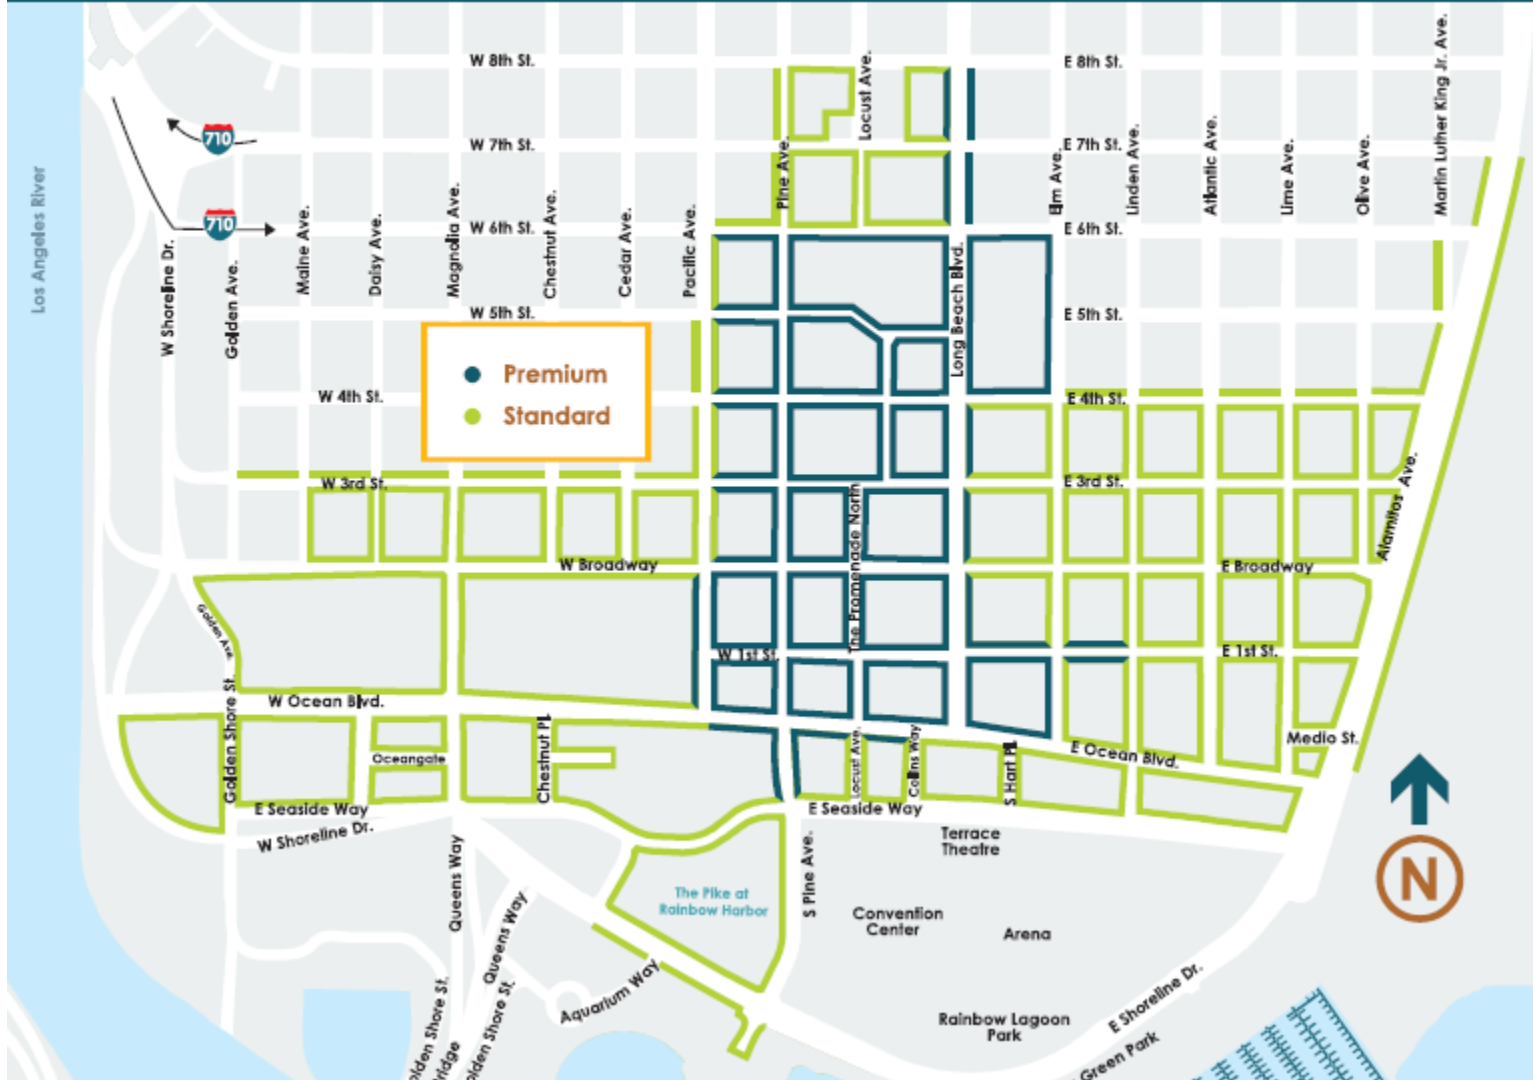 W 8th St.
E 8th St.
Locust Ave.
Martin Luther King Jr. Ave.
710
W 7th St.
E 7th St.
Pine Ave.
Elm Ave.
Linden Ave.
Atlantic Ave.
Lime Ave.
Olive Ave.
Los Angeles River
710
W 6th St.
E 6th St.
W Shoreline Dr.
Golden Ave.
Maine Ave.
Daisy Ave.
Magnolia Ave.
Chestnut Ave.
Cedar Ave.
Pacific Ave.
Long Beach Blvd.
W 5th St.
E 5th St.
Premium
Standard
W 4th St.
E 4th St.
W 3rd St.
E 3rd St.
Alamitos Ave.
The Promenade North
W Broadway
E Broadway
Golden Ave.
W 1st St.
E 1st St.
Golden Shore St.
W Ocean Blvd.
Chestnut Pl.
Locust Ave.
Collins Way
S Hart Pl.
E Ocean Blvd.
Medio St.
Oceangate
E Seaside Way
E Seaside Way
W Shoreline Dr.
Queens Way
Queens Way
S Pine Ave.
Terrace
Theatre
N
The Pike at
Rainbow Harbor
Convention
Center
Arena
Aquarium Way
E Shoreline Dr.
Rainbow Lagoon
Park
Green Park